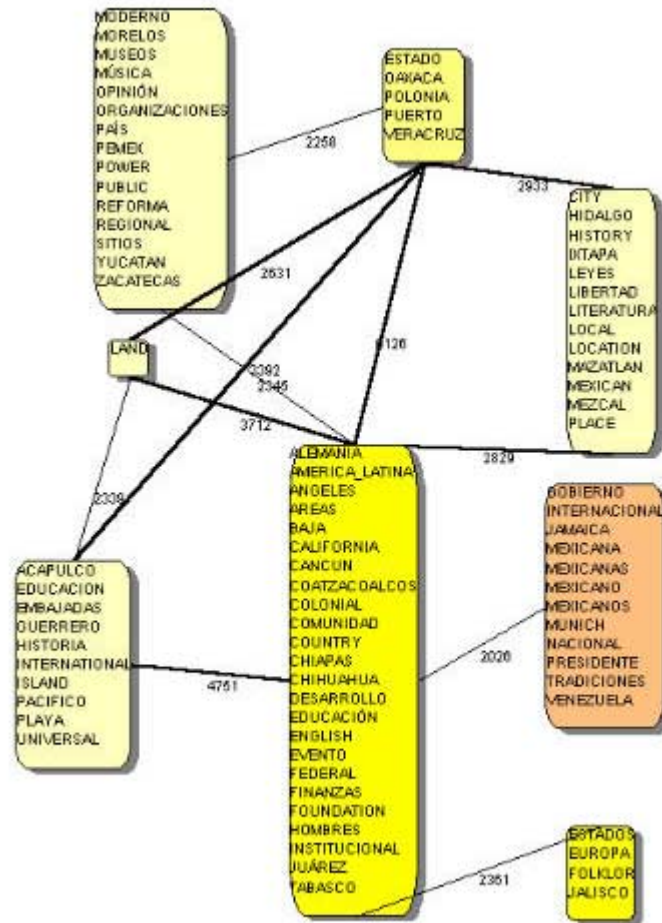 MODERNO
MORELOS
MUSEOS
MÚSICA
OPINIÓN
ORGANIZACIONES
PAÍS
PEMEX
POWER
PUBLIC
REFORMA
REGIONAL
SITIOS
YUCATAN
ZACATECAS
ESTADO
OAXACA
POLONIA
PUERTO
VERACRUZ
2258
2933
CITY
HIDALGO
HISTORY
IXTAPA
LEYES
LIBERTAD
LITERATURA
LOCAL
LOCATION
MAZATLAN
MEXICAN
MEZCAL
PLACE
2631
LAND
3392
2345
3712
2829
2339
ALEMANIA
AMERICA_LATINA
ANGELES
AREAS
BAJA
CALIFORNIA
CANCUN
COATZACOALCOS
COLONIAL
COMUNIDAD
COUNTRY
CHIAPAS
CHIHUAHUA
DESARROLLO
EDUCACIÓN
ENGLISH
EVENTO
FEDERAL
FINANZAS
FOUNDATION
HOMBRES
INSTITUCIONAL
JUÁREZ
TABASCO
GOBIERNO
INTERNACIONAL
JAMAICA
MEXICANA
MEXICANAS
MEXICANO
MEXICANOS
MUNICH
NACIONAL
PRESIDENTE
TRADICIONES
VENEZUELA
ACAPULCO
EDUCACION
EMBAJADAS
GUERRERO
HISTORIA
INTERNATIONAL
ISLAND
PACIFICO
PLAYA
UNIVERSAL
4751
2026
2361
ESTADOS
EUROPA
FOLKLOR
JALISCO